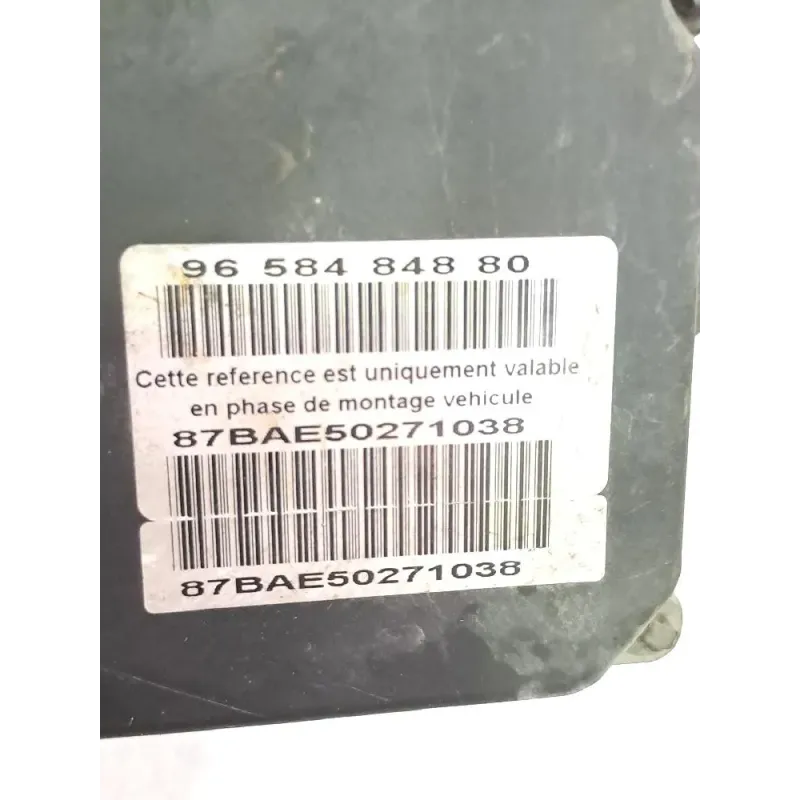 96 584 848 80
Cette reference est uniquement valable
en phase de montage vehicule
87BAE50271038
87BAE50271038